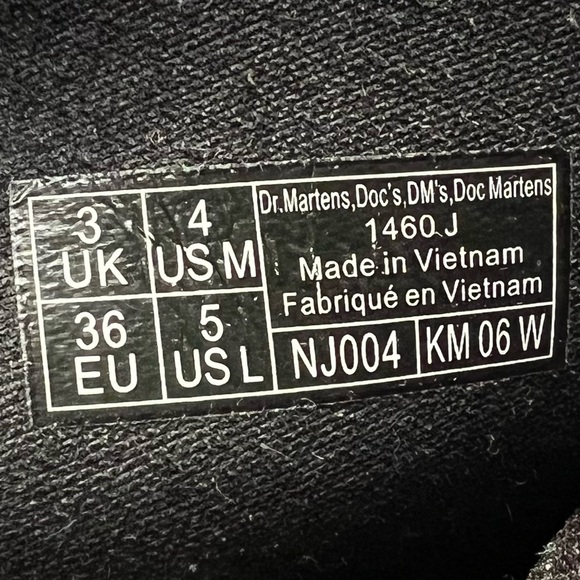 3
UK
4
US M
36
EU
5
US L
Dr.Martens,Doc's,DM's,Doc Martens
1460 J
Made in Vietnam
Fabriqué en Vietnam
NJ004
KM 06 W